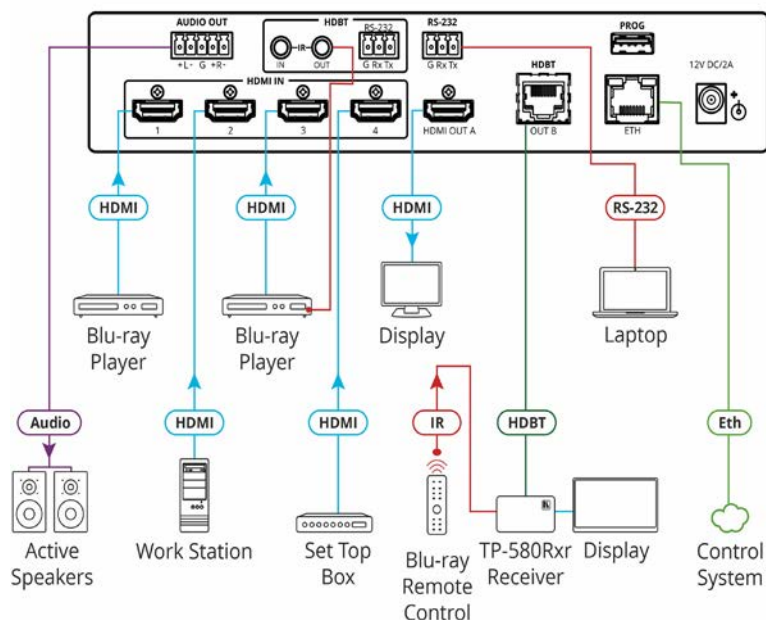 AUDIO OUT
HDBT
RS-232
RS-232
PROG
IR
IN
OUT
G Rx Tx
G Rx Tx
+L- G +R-
HDBT
12V DC/2A
HDMI IN
1
2
3
4
HDMI OUT A
OUT B
ETH
HDMI
HDMI
HDMI
RS-232
Blu-ray
Player
Blu-ray
Player
Display
Laptop
Audio
HDMI
HDMI
IR
HDBT
Eth
Active
Speakers
Work Station
Set Top
Box
Blu-ray
Remote
Control
TP-580Rxr
Receiver
Display
Control
System